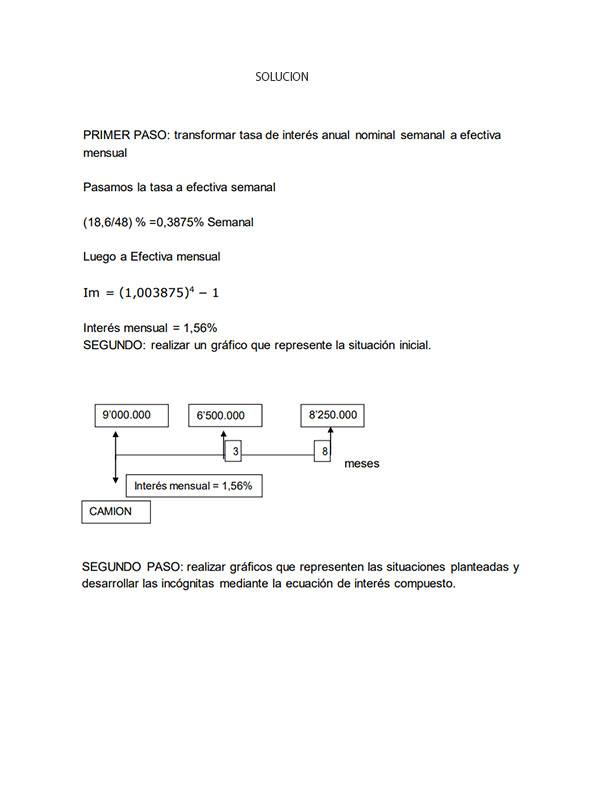 SOLUCION
PRIMER PASO: transformar tasa de interés anual nominal semanal a efectiva
mensual
Pasamos la tasa a efectiva semanal
(18,6/48) % =0,3875% Semanal
Luego a Efectiva mensual
Im = (1,003875)⁴ − 1
Interés mensual = 1,56%
SEGUNDO: realizar un gráfico que represente la situación inicial.
9'000.000 6'500.000 8'250.000
3 8
meses
Interés mensual = 1,56%
CAMION
SEGUNDO PASO: realizar gráficos que representen las situaciones planteadas y
desarrollar las incógnitas mediante la ecuación de interés compuesto.